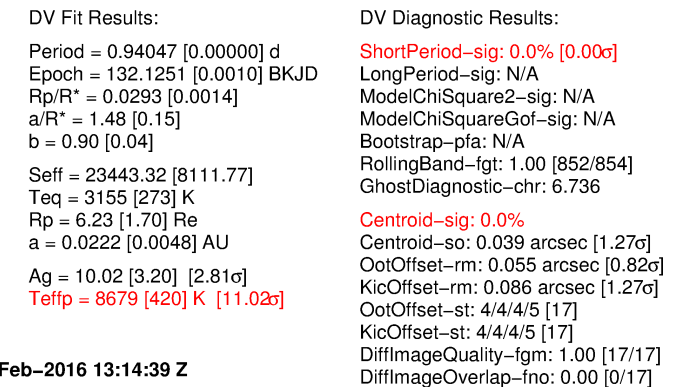 DV Fit Results:
Period = 0.94047 [0.00000] d
Epoch = 132.1251 [0.0010] BKJD
Rp/R* = 0.0293 [0.0014]
a/R* = 1.48 [0.15]
b = 0.90 [0.04]
Seff = 23443.32 [8111.77]
Teq = 3155 [273] K
Rp = 6.23 [1.70] Re
a = 0.0222 [0.0048] AU
Ag = 10.02 [3.20] [2.81σ]
Teffp = 8679 [420] K [11.02σ]
Feb−2016 13:14:39 Z
DV Diagnostic Results:
ShortPeriod−sig: 0.0% [0.00σ]
LongPeriod−sig: N/A
ModelChiSquare2−sig: N/A
ModelChiSquareGof−sig: N/A
Bootstrap−pfa: N/A
RollingBand−fgt: 1.00 [852/854]
GhostDiagnostic−chr: 6.736
Centroid−sig: 0.0%
Centroid−so: 0.039 arcsec [1.27σ]
OotOffset−rm: 0.055 arcsec [0.82σ]
KicOffset−rm: 0.086 arcsec [1.27σ]
OotOffset−st: 4/4/4/5 [17]
KicOffset−st: 4/4/4/5 [17]
DiffImageQuality−fgm: 1.00 [17/17]
DiffImageOverlap−fno: 0.00 [0/17]